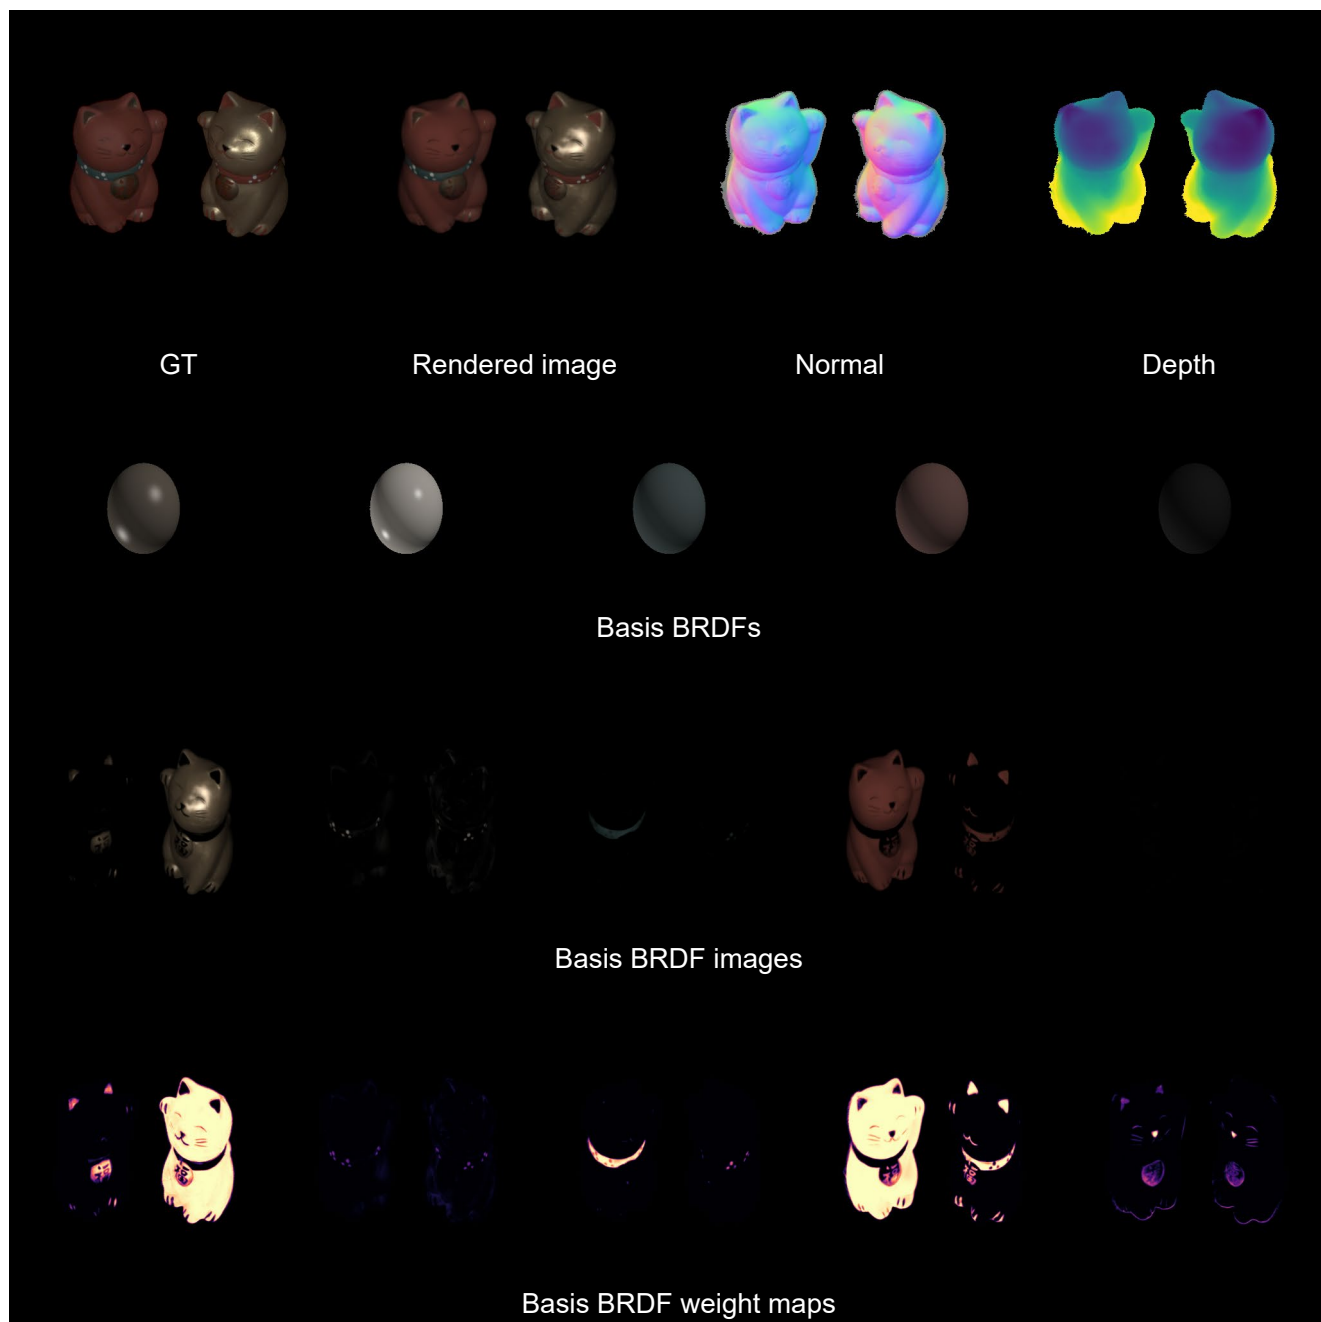 GT
Rendered image
Normal
Depth
Basis BRDFs
Basis BRDF images
Basis BRDF weight maps